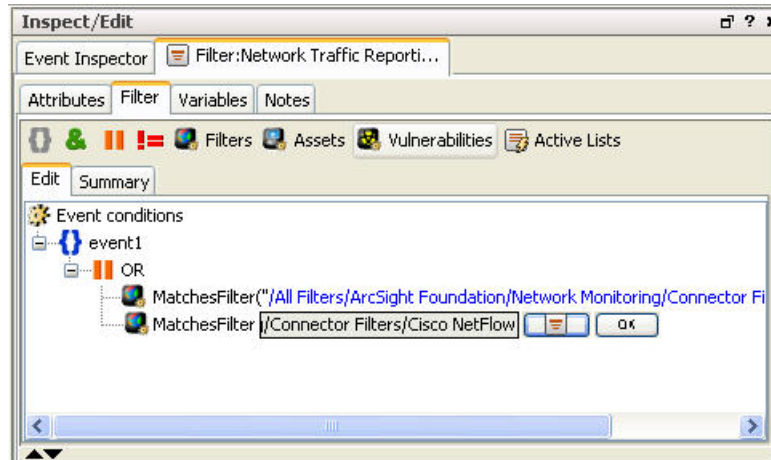 Inspect/Edit
Event Inspector Filter:Network Traffic Reporti...
Attributes Filter Variables Notes
{} & != Filters Assets Vulnerabilities Active Lists
Edit Summary
Event conditions
{} event1
OR
MatchesFilter("/All Filters/ArcSight Foundation/Network Monitoring/Connector Fi
MatchesFilter /Connector Filters/Cisco NetFlow OK